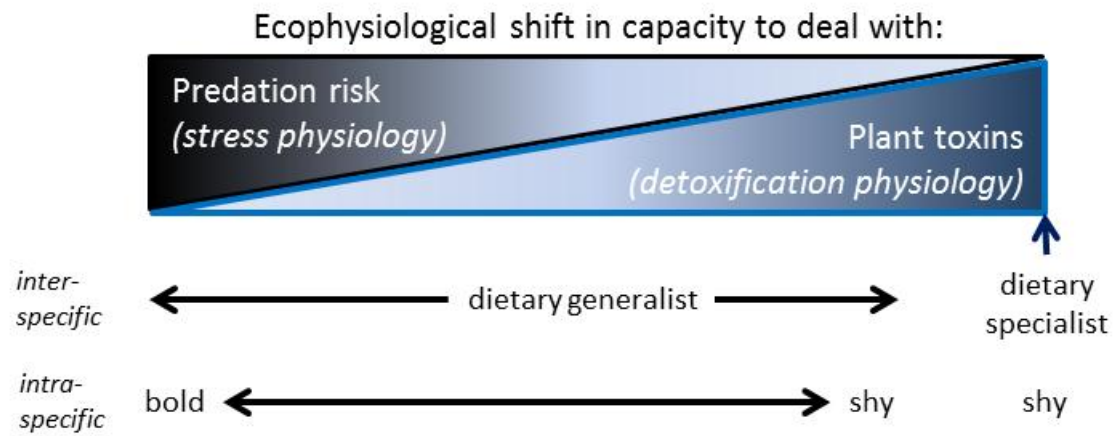 Ecophysiological shift in capacity to deal with:
Predation risk
(stress physiology)
Plant toxins
(detoxification physiology)
inter-
specific
dietary generalist
dietary
specialist
intra-
specific
bold
shy
shy